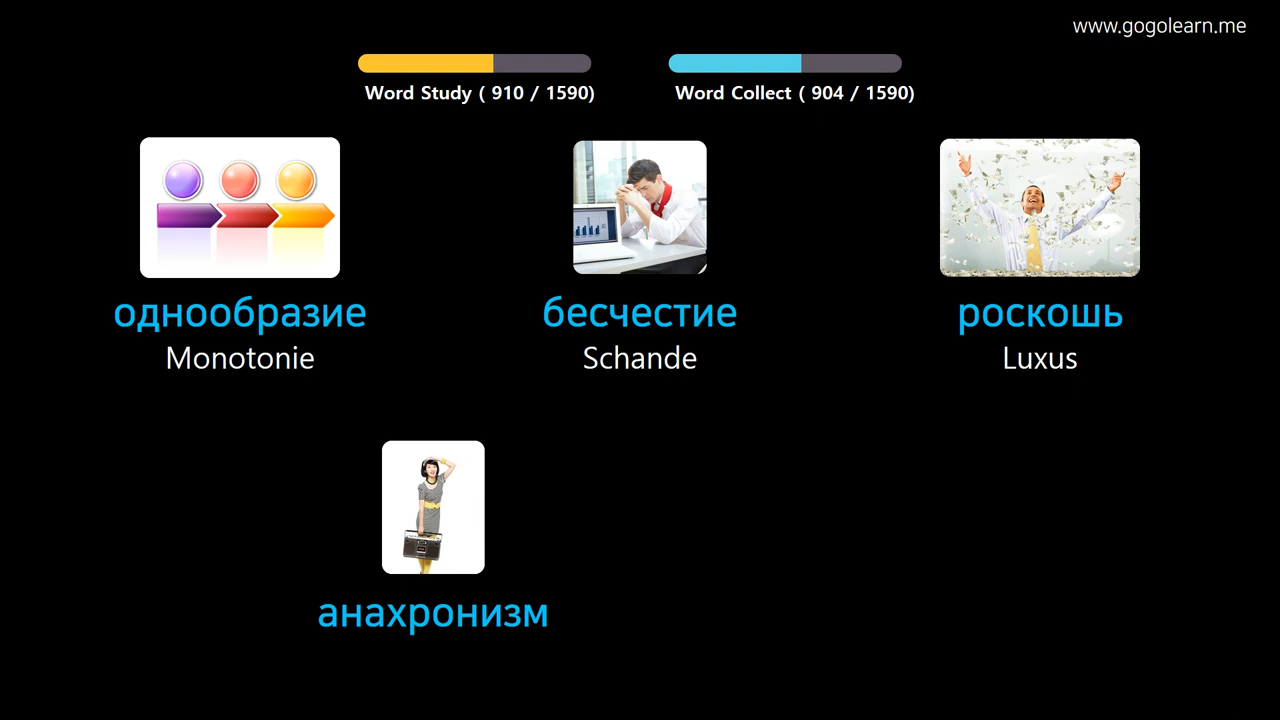 www.gogolearn.me
Word Study ( 910 / 1590)
Word Collect ( 904 / 1590)
однообразие
Monotonie
бесчестие
Schande
роскошь
Luxus
анахронизм